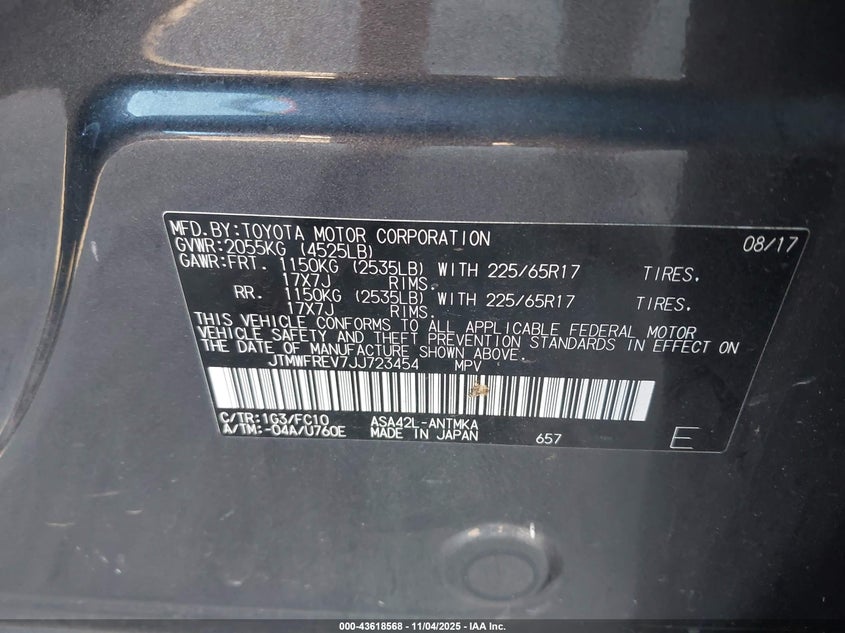 MFD.BY:TOYOTA MOTOR CORPORATION 08/17
GVWR:2055KG (4525LB)
GAWR:FRT. 1150KG (2535LB) WITH 225/65R17 TIRES.
17X7J RIMS.
RR. 1150KG (2535LB) WITH 225/65R17 TIRES.
17X7J RIMS.
THIS VEHICLE CONFORMS TO ALL APPLICABLE FEDERAL MOTOR
VEHICLE SAFETY AND THEFT PREVENTION STANDARDS IN EFFECT ON
THE DATE OF MANUFACTURE SHOWN ABOVE.
JTMWFREV7JJ723454 MPV
C/TR:1G3/FC10 ASA42L-ANTMKA
A/TM:-04A/U760E MADE IN JAPAN 657 E
000-43618568 - 11/04/2025 - IAA Inc.